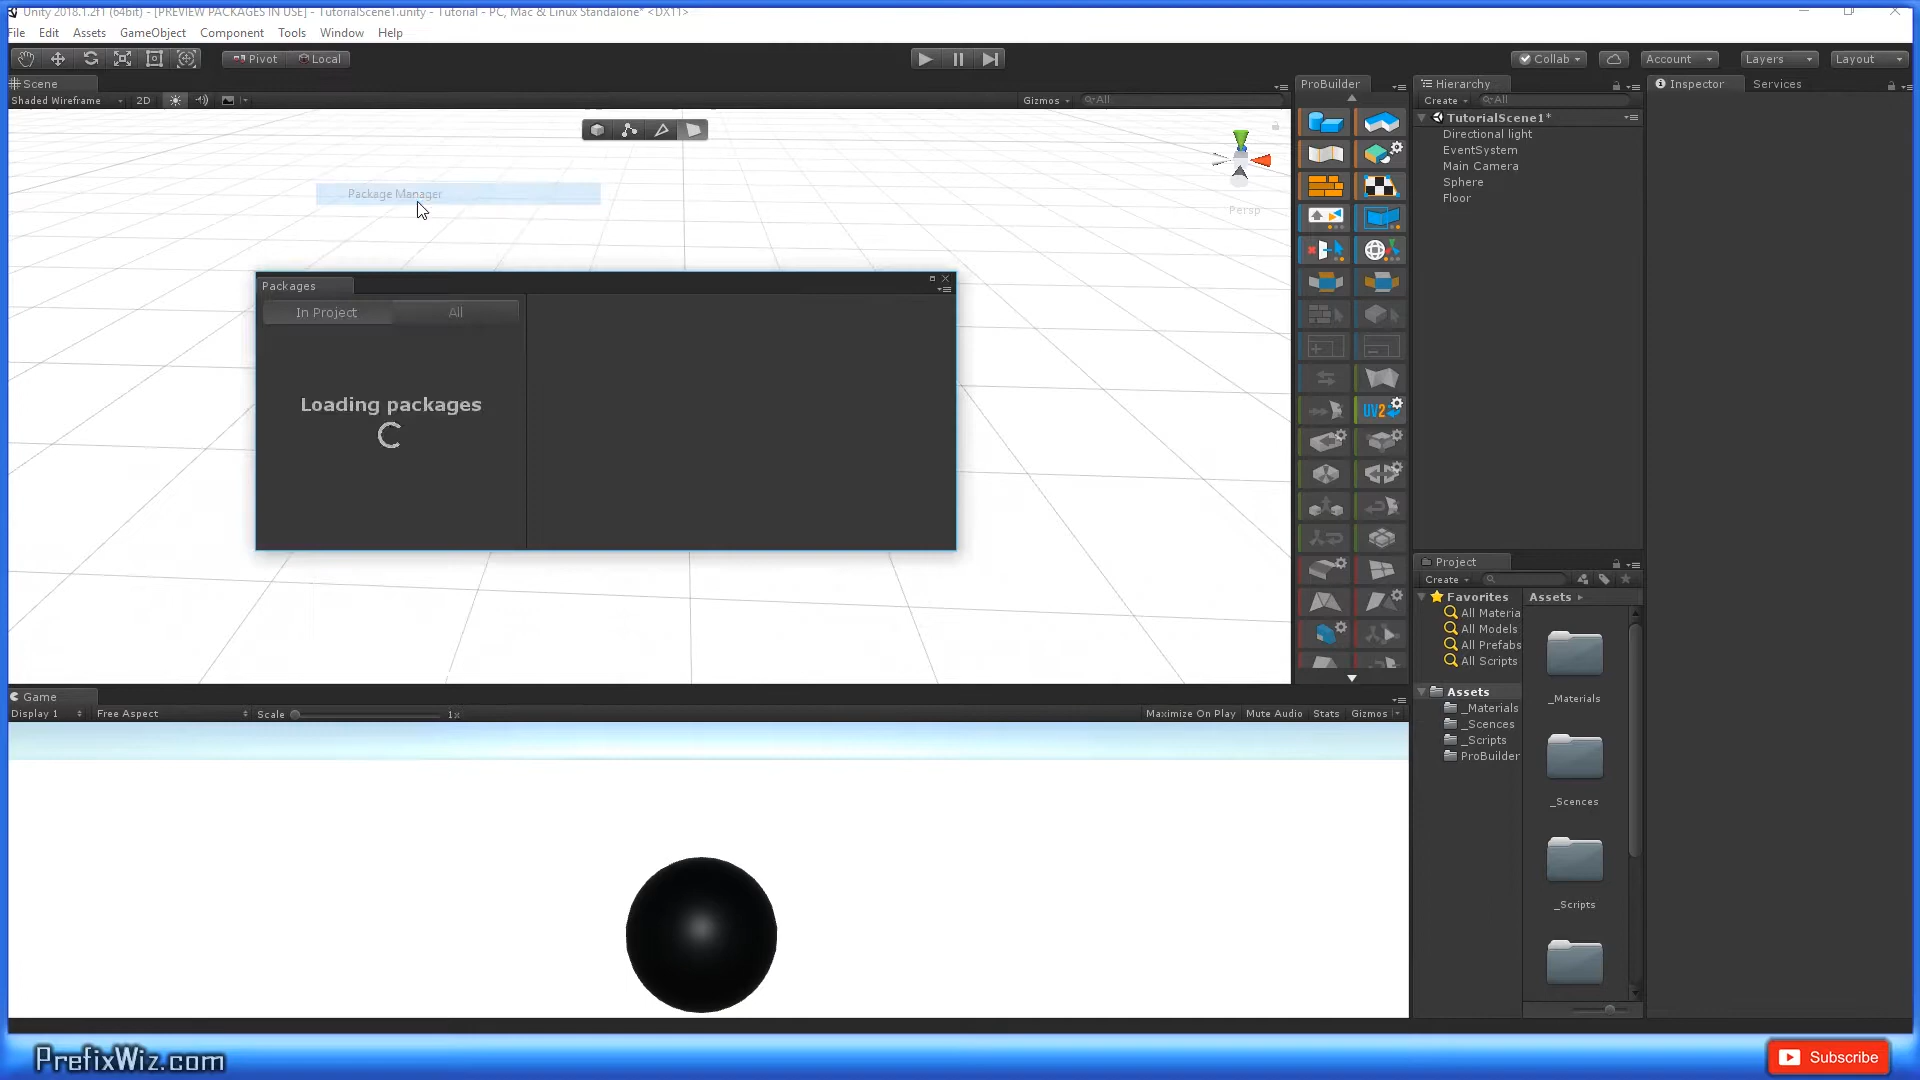 Unity 2018.1.2f1 (64bit) - [PREVIEW PACKAGES IN USE] - TutorialScene1.unity - Tutorial - PC, Mac & Linux Standalone* <DX11>
File Edit Assets GameObject Component Tools Window Help
Pivot Local Collab Account Layers Layout
Scene ProBuilder Hierarchy Inspector Services
Shaded Wireframe 2D Gizmos All Create All
TutorialScene1*
Directional light
EventSystem
Main Camera
Sphere
Floor
Package Manager
Persp
Packages
In Project All
Loading packages
UV2
Project
Create
Favorites Assets
All Materia
All Models
All Prefabs
All Scripts
Assets
_Materials
_Scences
_Scripts
ProBuilder
_Materials
_Scences
_Scripts
Game
Display 1 Free Aspect Scale 1x Maximize On Play Mute Audio Stats Gizmos
PrefixWiz.com
Subscribe